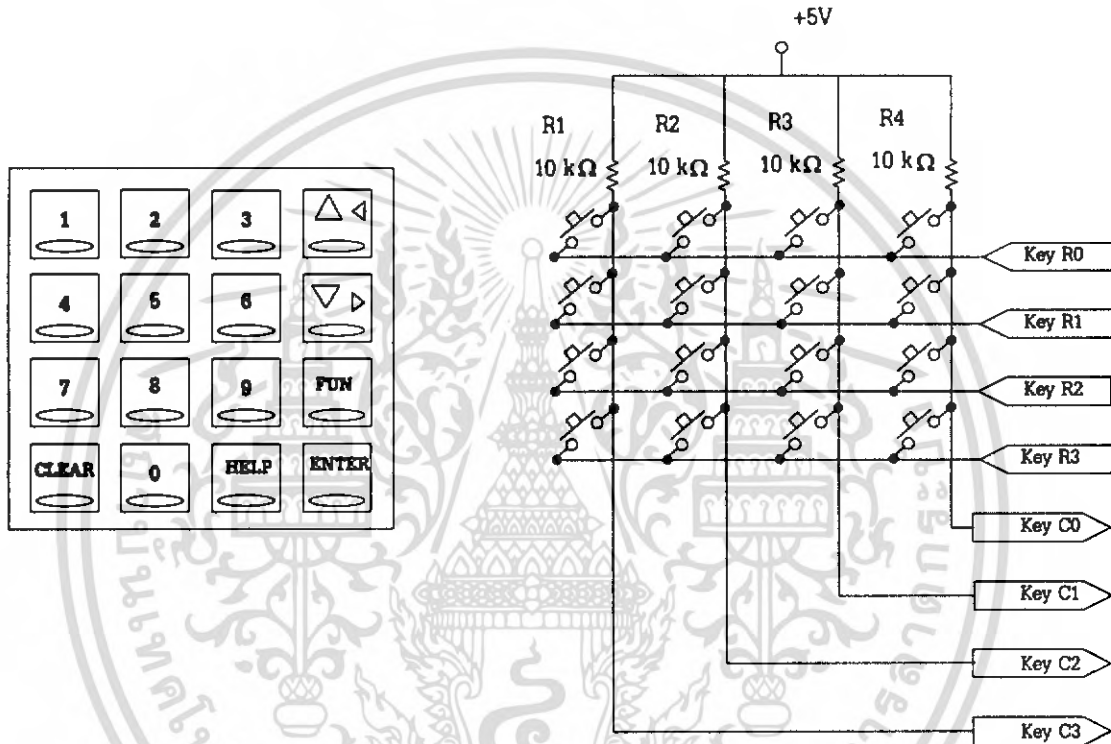 +5V
R1 R2 R3 R4
10 kΩ 10 kΩ 10 kΩ 10 kΩ
1 2 3 △ ◁
4 5 6 ▽ ▷
7 8 9 FUN
CLEAR 0 HELP ENTER
Key R0
Key R1
Key R2
Key R3
Key C0
Key C1
Key C2
Key C3